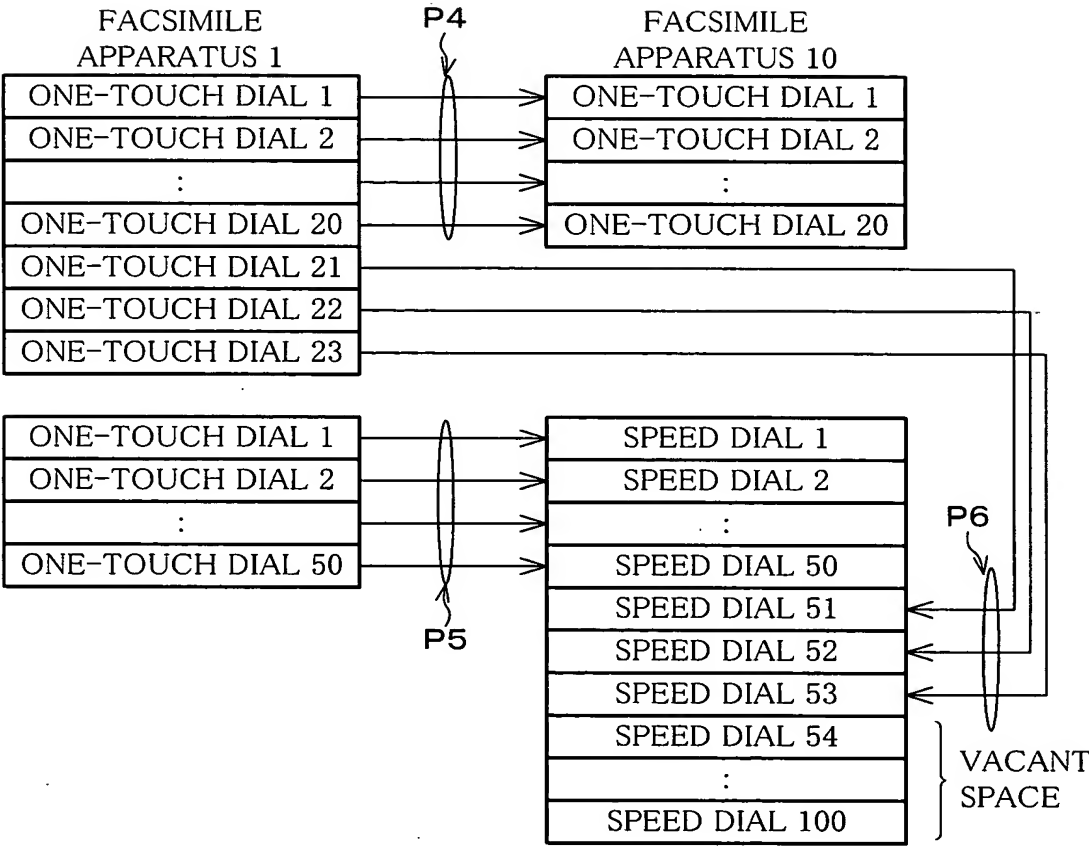 FACSIMILE
APPARATUS 1
ONE-TOUCH DIAL 1
ONE-TOUCH DIAL 2
:
ONE-TOUCH DIAL 20
ONE-TOUCH DIAL 21
ONE-TOUCH DIAL 22
ONE-TOUCH DIAL 23
P4
FACSIMILE
APPARATUS 10
ONE-TOUCH DIAL 1
ONE-TOUCH DIAL 2
:
ONE-TOUCH DIAL 20
ONE-TOUCH DIAL 1
ONE-TOUCH DIAL 2
:
ONE-TOUCH DIAL 50
P5
SPEED DIAL 1
SPEED DIAL 2
:
SPEED DIAL 50
SPEED DIAL 51
SPEED DIAL 52
SPEED DIAL 53
SPEED DIAL 54
:
SPEED DIAL 100
P6
VACANT
SPACE